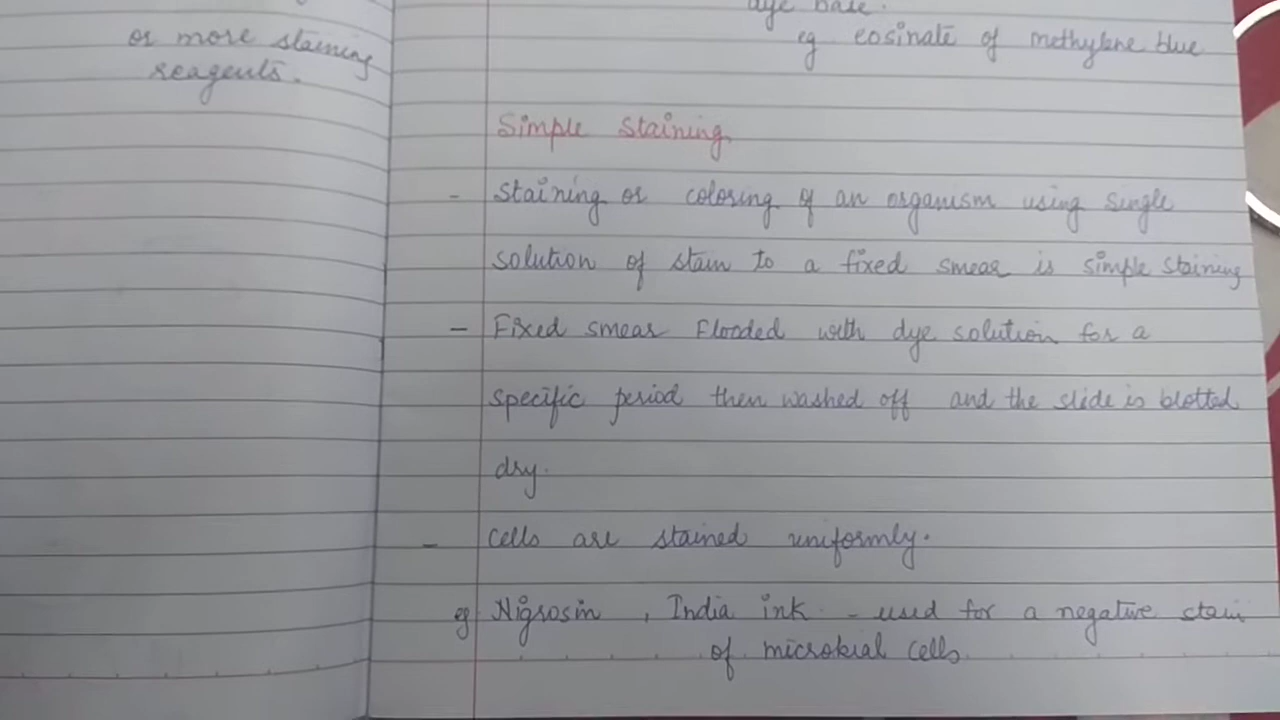 or more staining
reagents.
dye base.
eg eosinate of methylene blue
Simple Staining
- Staining or coloring of an organism using single
solution of stain to a fixed smear is simple staining
- Fixed smear Flooded with dye solution for a
specific period then washed off and the slide is blotted
dry.
- Cells are stained uniformly.
eg Nigrosin, India ink - used for a negative stain
of microbial cells